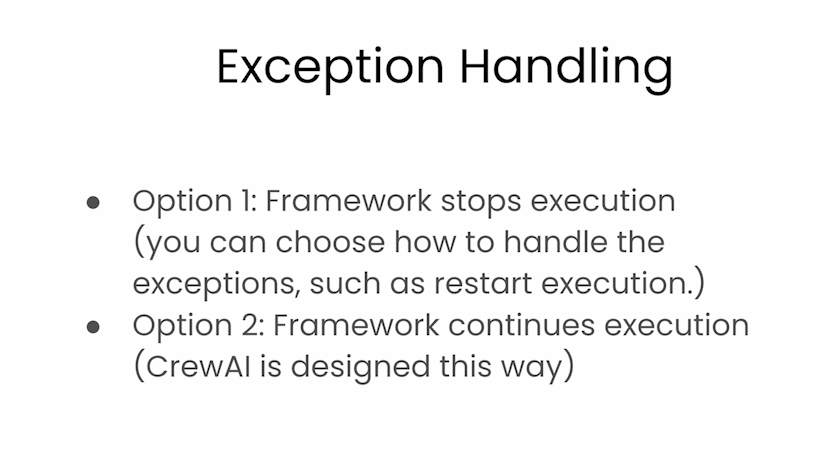 Exception Handling
● Option 1: Framework stops execution
(you can choose how to handle the
exceptions, such as restart execution.)
● Option 2: Framework continues execution
(CrewAI is designed this way)